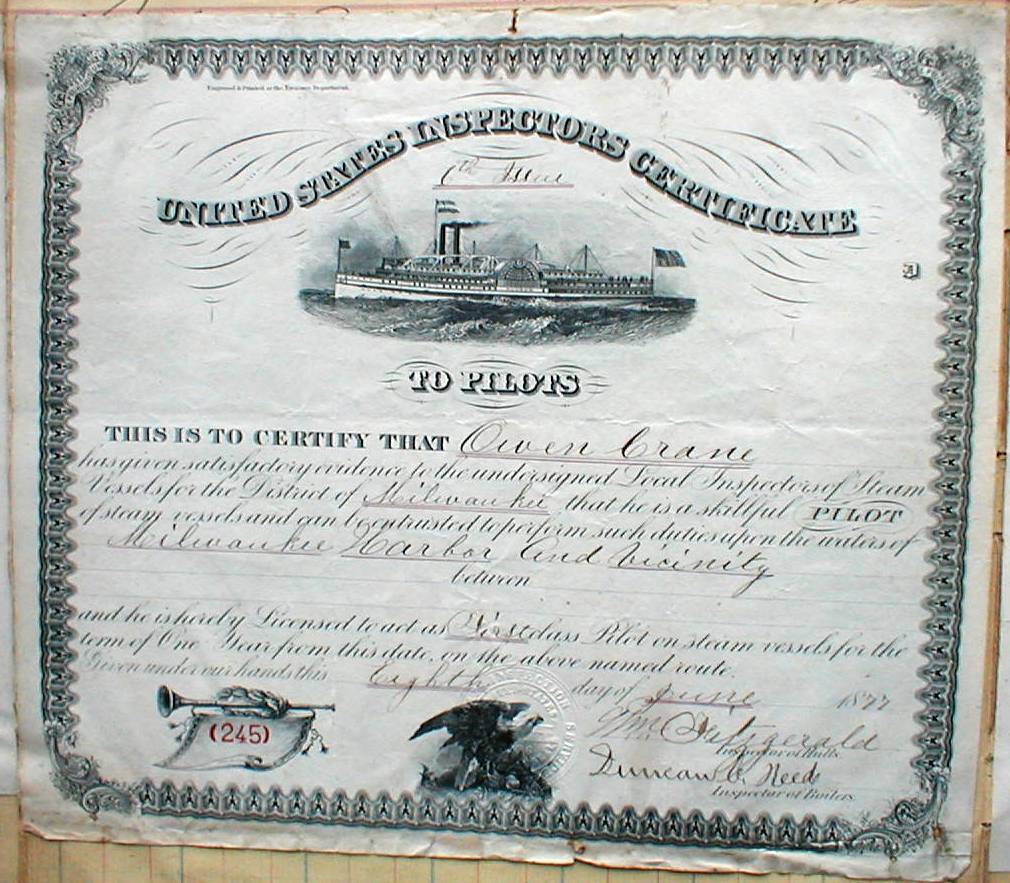 Engraved & Printed at the Treasury Department.
UNITED STATES INSPECTORS CERTIFICATE
6th Issue
TO PILOTS
THIS IS TO CERTIFY THAT Owen Crane
has given satisfactory evidence to the undersigned Local Inspectors of Steam
Vessels for the District of Milwaukee that he is a skillful PILOT
of steam vessels and can be entrusted to perform such duties upon the waters of
Milwaukee Harbor and Vicinity
between
and he is hereby Licensed to act as First class Pilot on steam vessels for the
term of One Year from this date, on the above named route.
Given under our hands this Eighth day of June 1877
(245)
Wm Fitzgerald
Inspector of Hulls.
Duncan C. Reed
Inspector of Boilers.